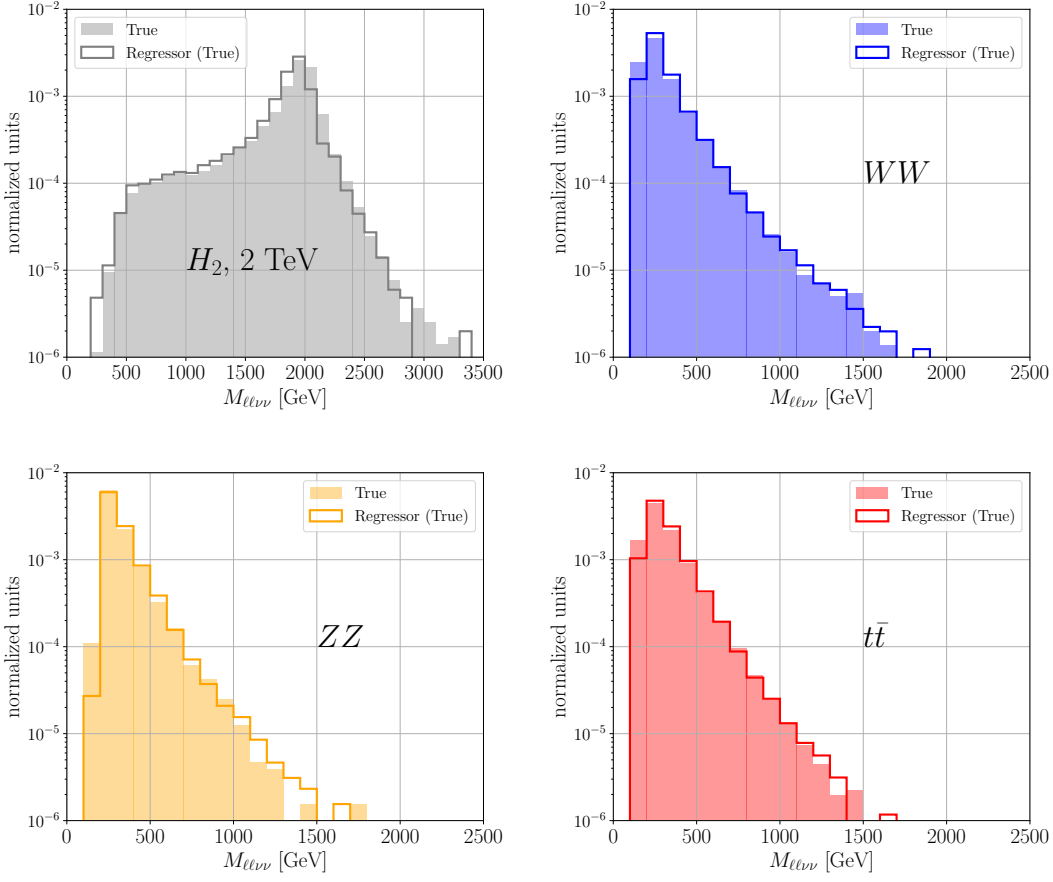 10⁻²
True
Regressor (True)
10⁻³
normalized units
10⁻⁴
H₂, 2 TeV
10⁻⁵
10⁻⁶
0 500 1000 1500 2000 2500 3000 3500
M_ℓℓνν [GeV]
10⁻²
True
Regressor (True)
10⁻³
normalized units
WW
10⁻⁴
10⁻⁵
10⁻⁶
0 500 1000 1500 2000 2500
M_ℓℓνν [GeV]
10⁻²
True
Regressor (True)
10⁻³
normalized units
ZZ
10⁻⁴
10⁻⁵
10⁻⁶
0 500 1000 1500 2000 2500
M_ℓℓνν [GeV]
10⁻²
True
Regressor (True)
10⁻³
normalized units
tt̄
10⁻⁴
10⁻⁵
10⁻⁶
0 500 1000 1500 2000 2500
M_ℓℓνν [GeV]